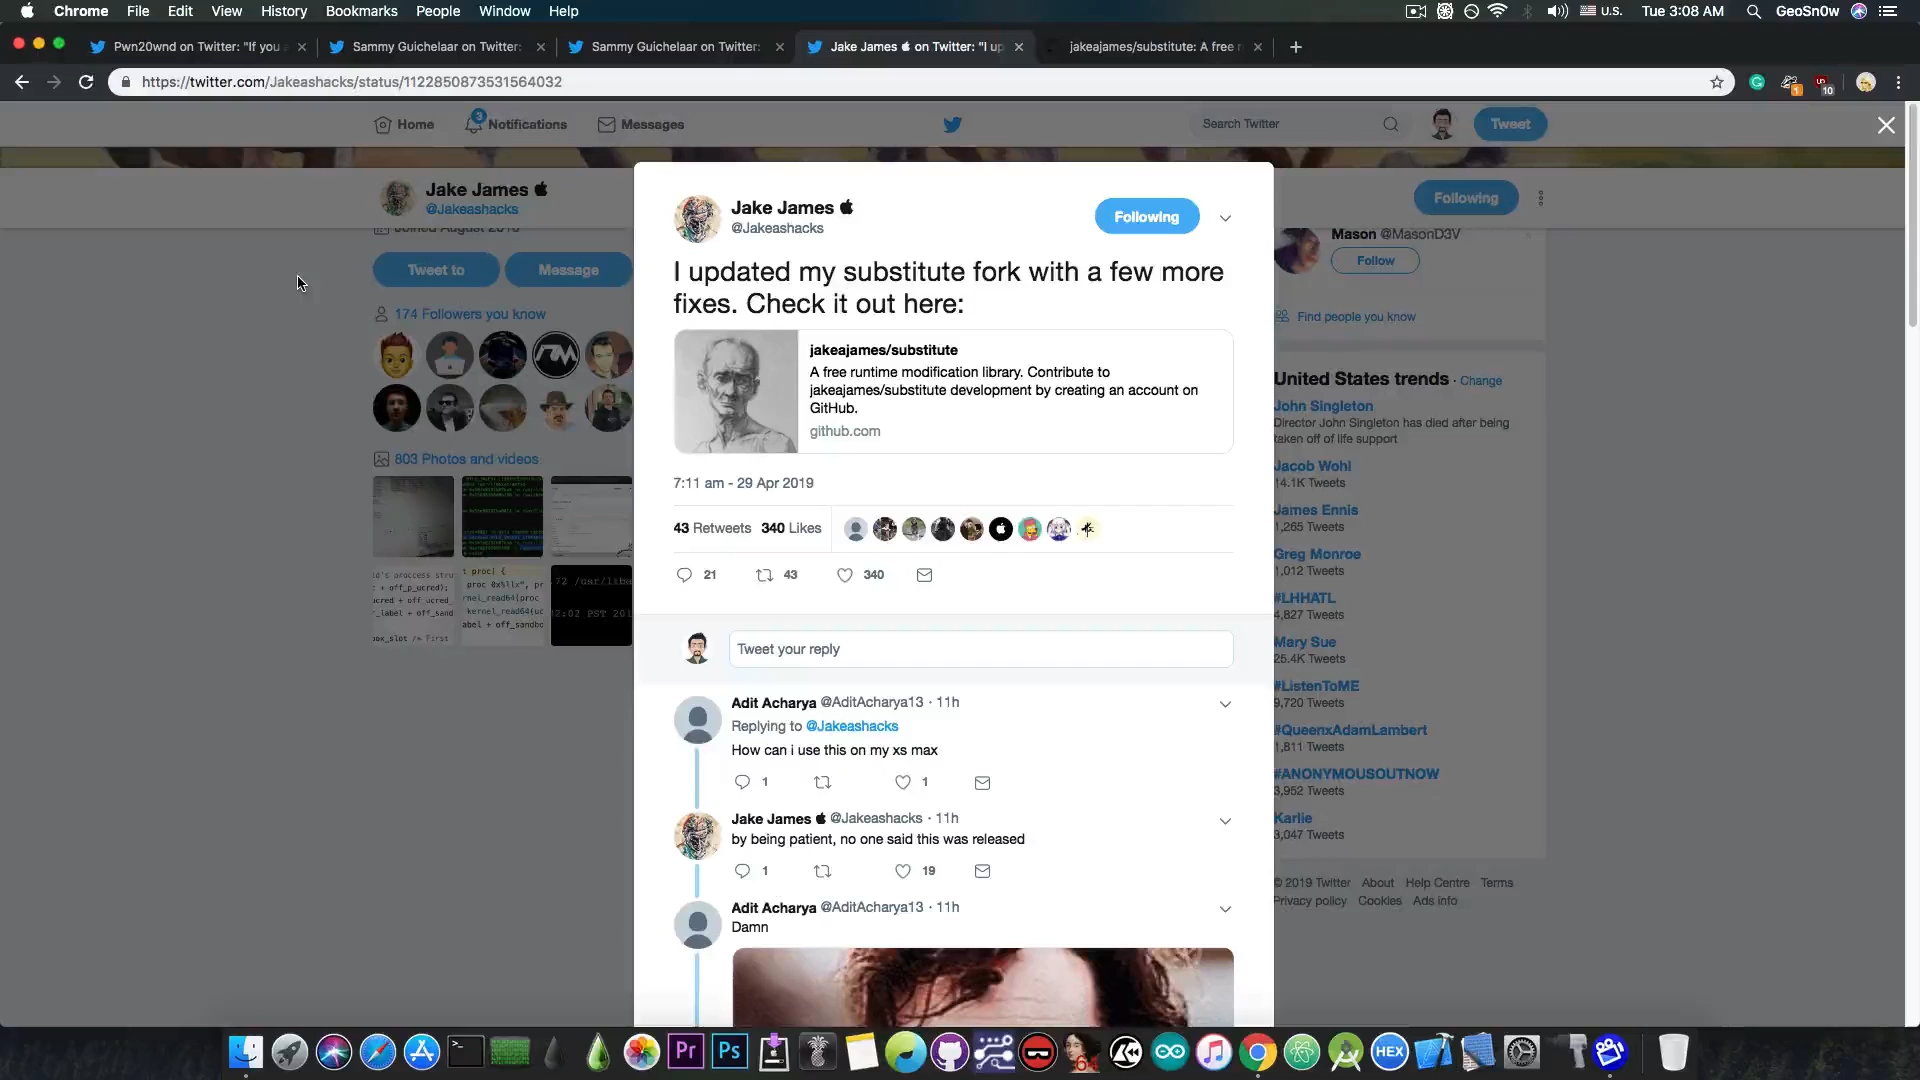 Chrome File Edit View History Bookmarks People Window Help
U.S. Tue 3:08 AM GeoSn0w
Pwn20wnd on Twitter: "If you a
Sammy Guichelaar on Twitter:
Sammy Guichelaar on Twitter:
Jake James on Twitter: "I up
jakeajames/substitute: A free r
https://twitter.com/Jakeashacks/status/1122850873531564032
1
10
Home
3
Notifications
Messages
Search Twitter
Tweet
Jake James
@Jakeashacks
Following
Joined August 2016
Tweet to
Message
174 Followers you know
803 Photos and videos
Jake James
@Jakeashacks
Following
I updated my substitute fork with a few more
fixes. Check it out here:
jakeajames/substitute
A free runtime modification library. Contribute to
jakeajames/substitute development by creating an account on
GitHub.
github.com
7:11 am - 29 Apr 2019
43 Retweets 340 Likes
21 43 340
Tweet your reply
Adit Acharya @AditAcharya13 · 11h
Replying to @Jakeashacks
How can i use this on my xs max
1 1
Jake James @Jakeashacks · 11h
by being patient, no one said this was released
1 19
Adit Acharya @AditAcharya13 · 11h
Damn
Mason @MasonD3V
Follow
Find people you know
United States trends · Change
John Singleton
Director John Singleton has died after being
taken off of life support
Jacob Wohl
14.1K Tweets
James Ennis
1,265 Tweets
Greg Monroe
1,012 Tweets
#LHHATL
4,827 Tweets
Mary Sue
25.4K Tweets
#ListenToME
9,720 Tweets
#QueenxAdamLambert
1,811 Tweets
#ANONYMOUSOUTNOW
3,952 Tweets
Karlie
3,047 Tweets
© 2019 Twitter About Help Centre Terms
Privacy policy Cookies Ads info
Pr
Ps
64
HEX